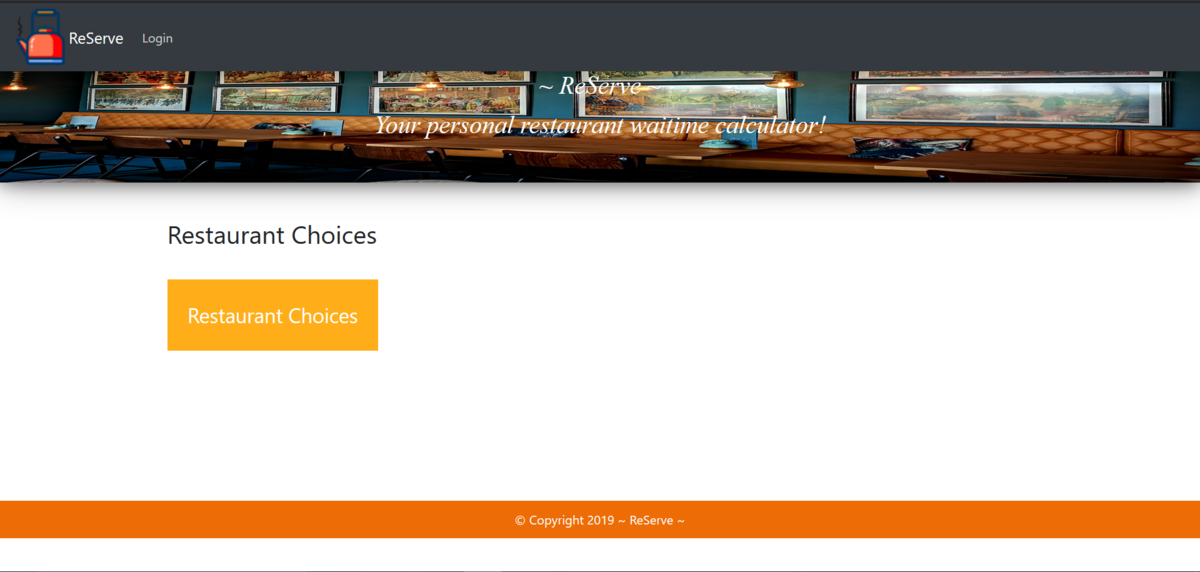 ReServe Login
~ ReServe ~
Your personal restaurant waitime calculator!
Restaurant Choices
Restaurant Choices
© Copyright 2019 ~ ReServe ~